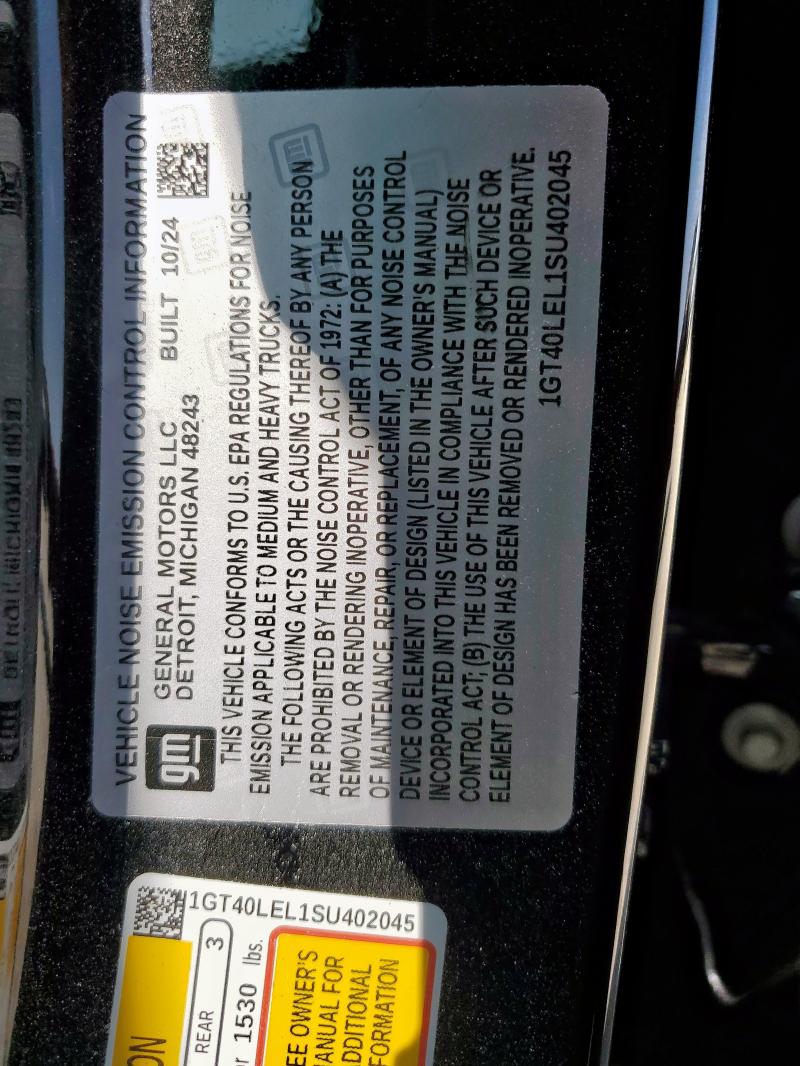 VEHICLE NOISE EMISSION CONTROL INFORMATION
gm
GENERAL MOTORS LLC BUILT 10/24
DETROIT, MICHIGAN 48243
THIS VEHICLE CONFORMS TO U.S. EPA REGULATIONS FOR NOISE
EMISSION APPLICABLE TO MEDIUM AND HEAVY TRUCKS.
THE FOLLOWING ACTS OR THE CAUSING THEREOF BY ANY PERSON
ARE PROHIBITED BY THE NOISE CONTROL ACT OF 1972: (A) THE
REMOVAL OR RENDERING INOPERATIVE, OTHER THAN FOR PURPOSES
OF MAINTENANCE, REPAIR, OR REPLACEMENT, OF ANY NOISE CONTROL
DEVICE OR ELEMENT OF DESIGN (LISTED IN THE OWNER'S MANUAL)
INCORPORATED INTO THIS VEHICLE IN COMPLIANCE WITH THE NOISE
CONTROL ACT; (B) THE USE OF THIS VEHICLE AFTER SUCH DEVICE OR
ELEMENT OF DESIGN HAS BEEN REMOVED OR RENDERED INOPERATIVE.
1GT40LEL1SU402045
1GT40LEL1SU402045
REAR 3
1530 lbs.
EE OWNER'S
ANUAL FOR
ADDITIONAL
FORMATION